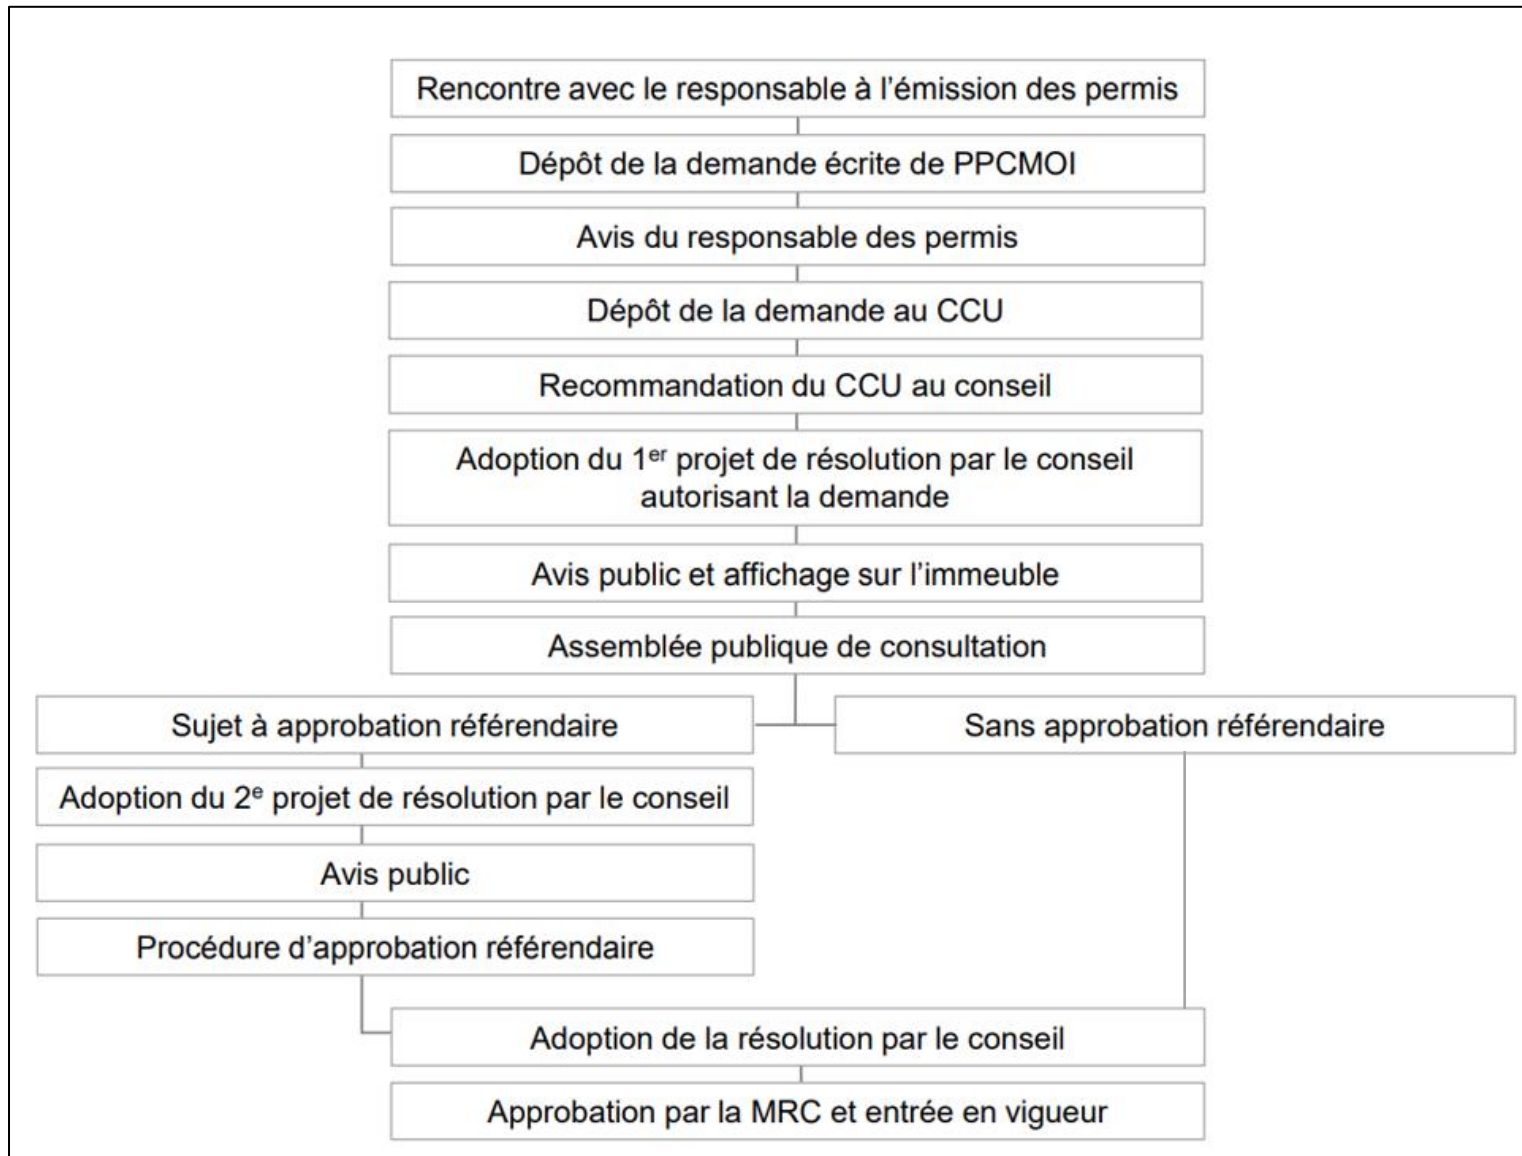 Rencontre avec le responsable à l’émission des permis
Dépôt de la demande écrite de PPCMOI
Avis du responsable des permis
Dépôt de la demande au CCU
Recommandation du CCU au conseil
Adoption du 1er projet de résolution par le conseil
autorisant la demande
Avis public et affichage sur l’immeuble
Assemblée publique de consultation
Sujet à approbation référendaire
Sans approbation référendaire
Adoption du 2e projet de résolution par le conseil
Avis public
Procédure d’approbation référendaire
Adoption de la résolution par le conseil
Approbation par la MRC et entrée en vigueur